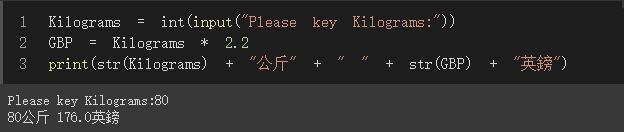 1 Kilograms = int(input("Please key Kilograms:"))
2 GBP = Kilograms * 2.2
3 print(str(Kilograms) + "公斤" + " " + str(GBP) + "英鎊")
Please key Kilograms:80
80公斤 176.0英鎊